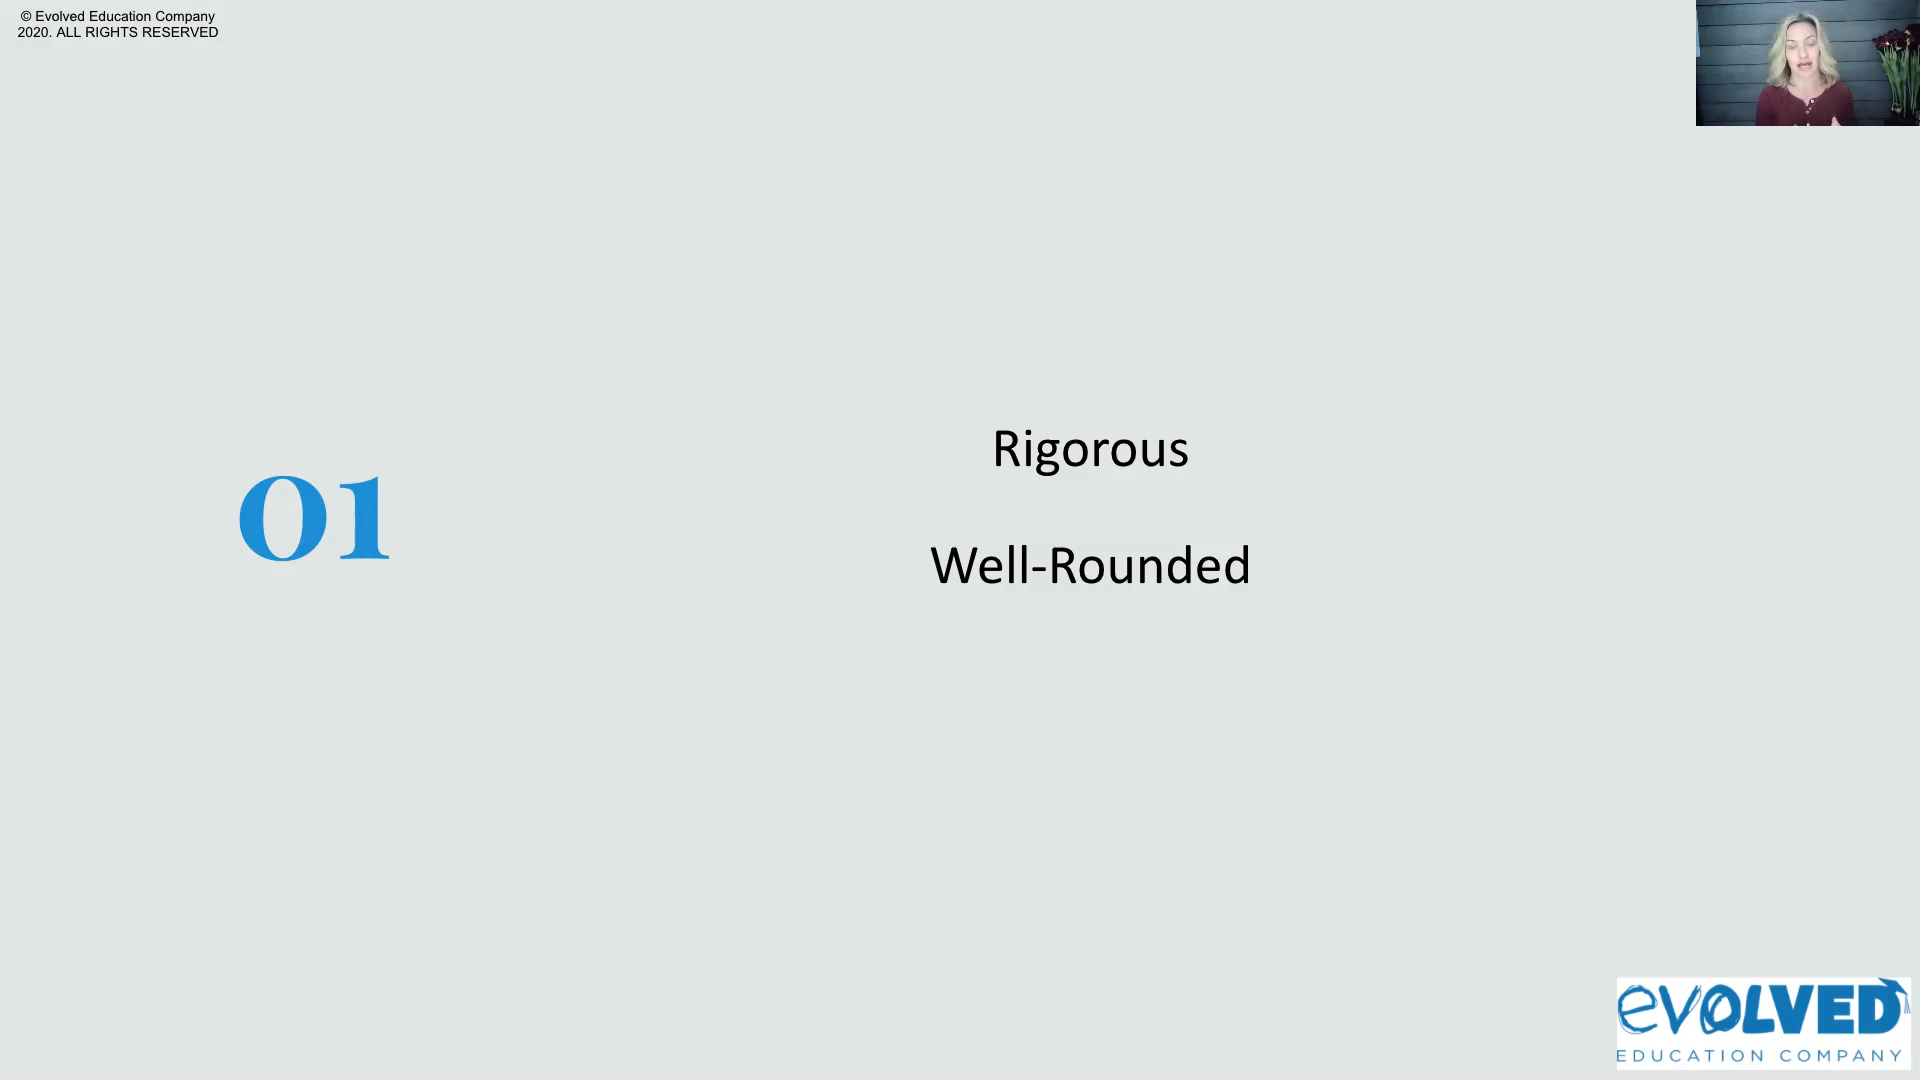 © Evolved Education Company
2020. ALL RIGHTS RESERVED
01
Rigorous
Well-Rounded
evOLVED
EDUCATION COMPANY